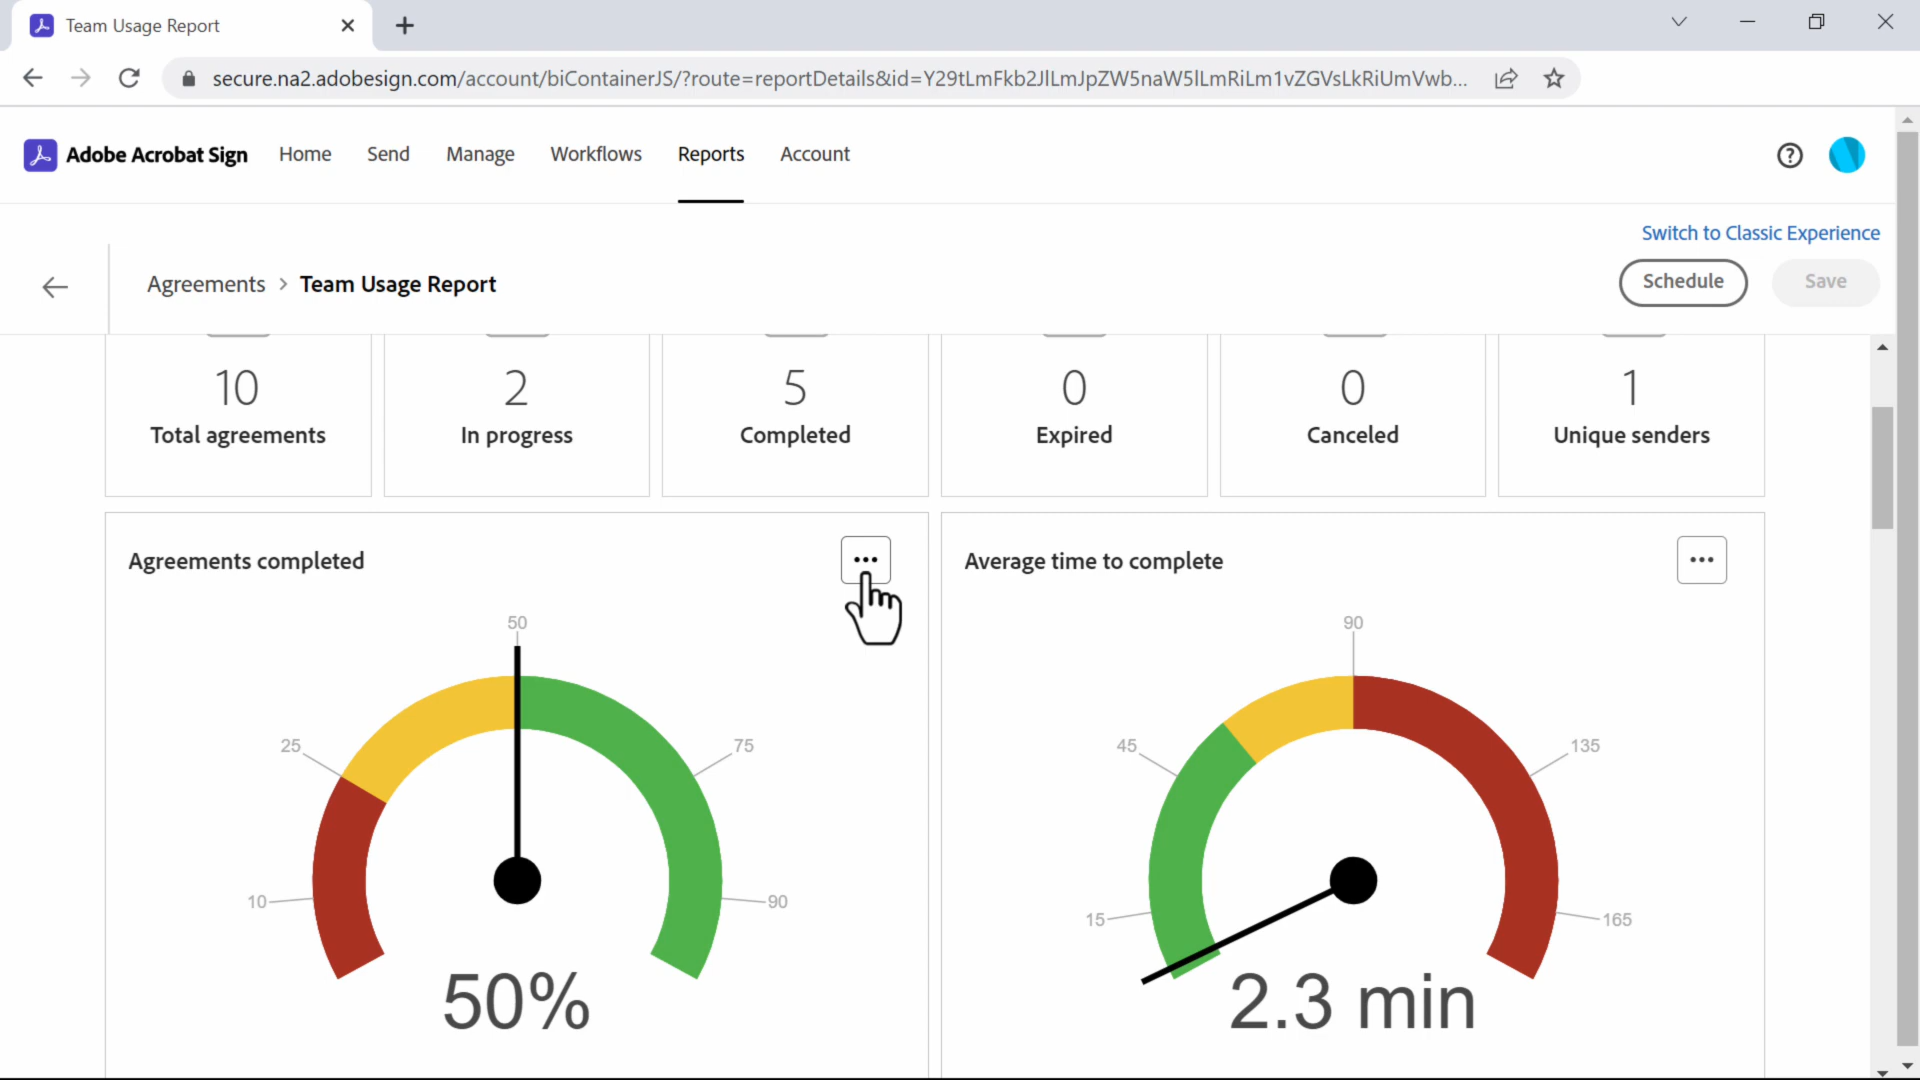 Team Usage Report
secure.na2.adobesign.com/account/biContainerJS/?route=reportDetails&id=Y29tLmFkb2JlLmJpZW5naW5lLmRiLm1vZGVsLkRiUmVwb...
Adobe Acrobat Sign Home Send Manage Workflows Reports Account
Switch to Classic Experience
Agreements > Team Usage Report
Schedule Save
10 2 5 0 0 1
Total agreements In progress Completed Expired Canceled Unique senders
Agreements completed ... Average time to complete ...
50 90
25 75 45 135
10 90 15 165
50% 2.3 min